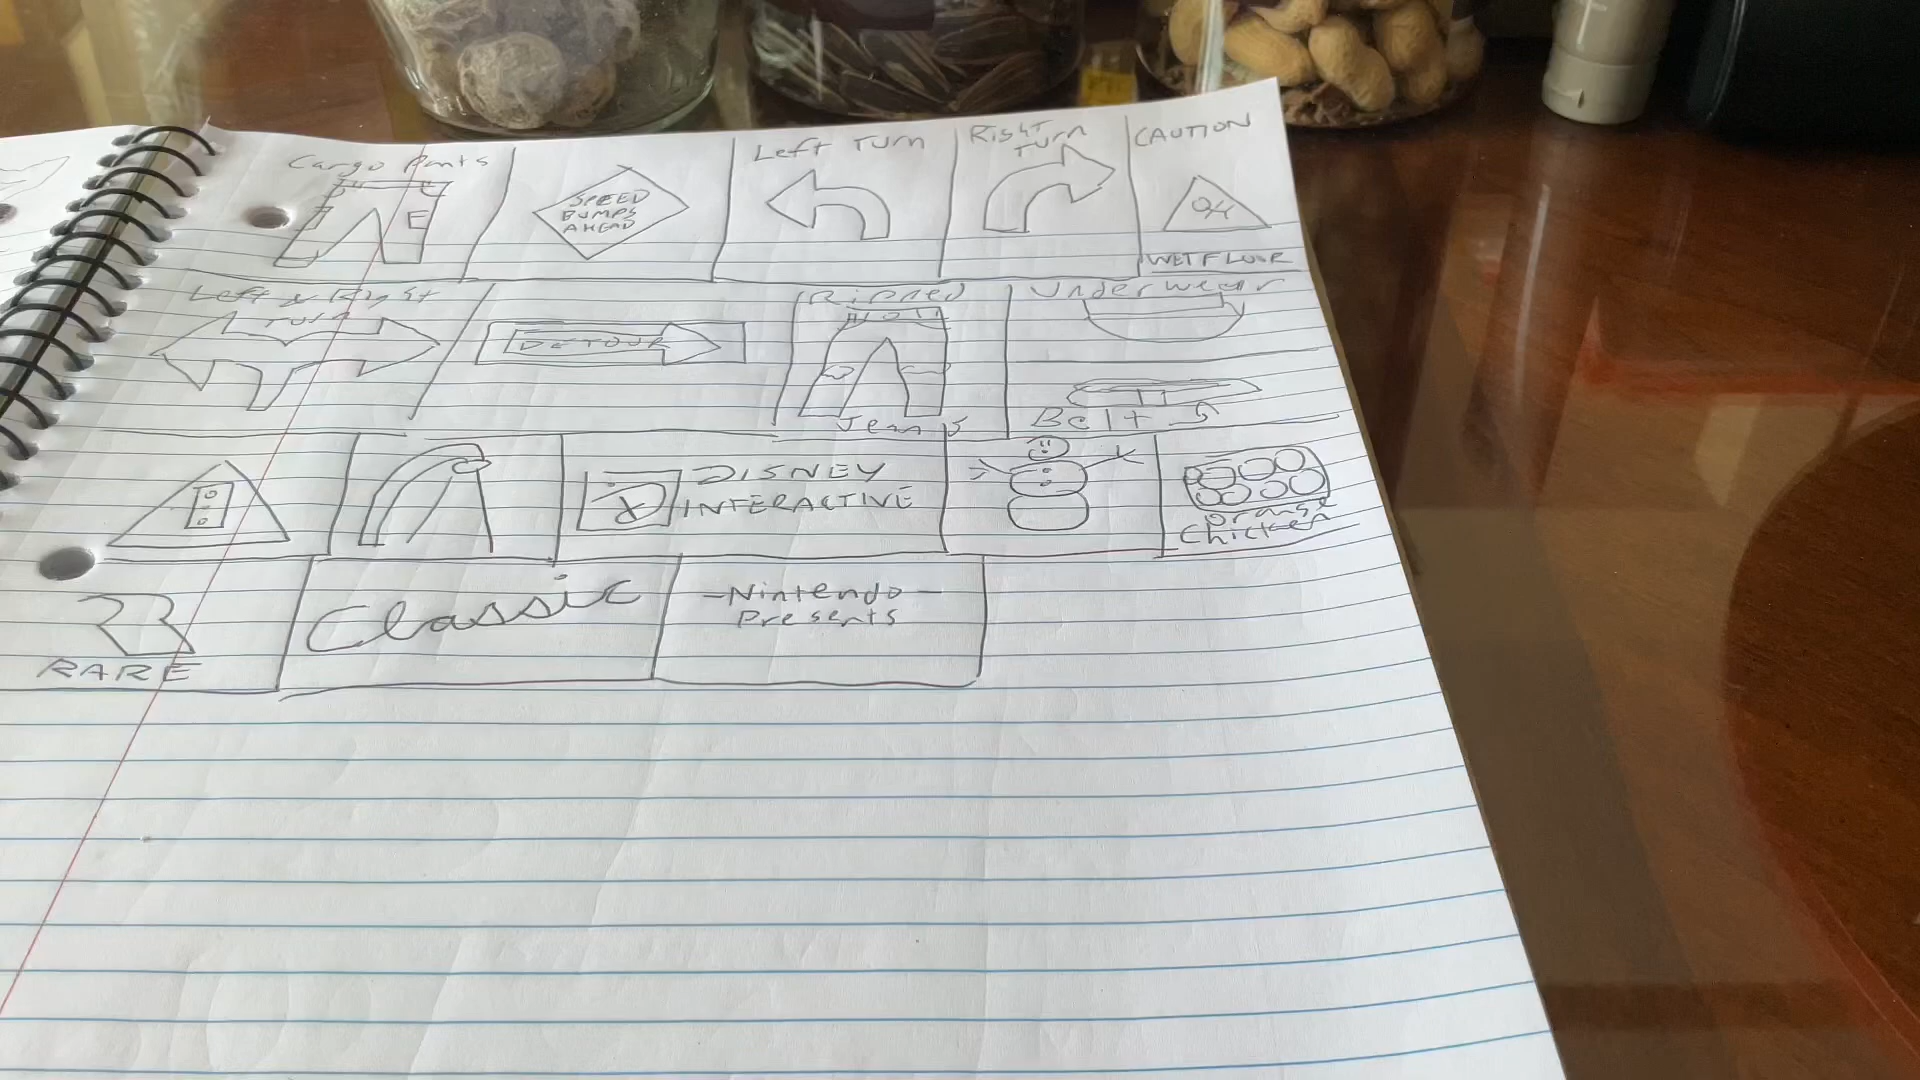 Cargo Pants
SPEED
BUMPS
AHEAD
Left Turn
Right
Turn
CAUTION
WET FLOOR
Left & Right
Turn
DETOUR
Ripped
Jeans
Underwear
Belt
DISNEY
INTERACTIVE
Orange
Chicken
RARE
Classic
-Nintendo-
Presents